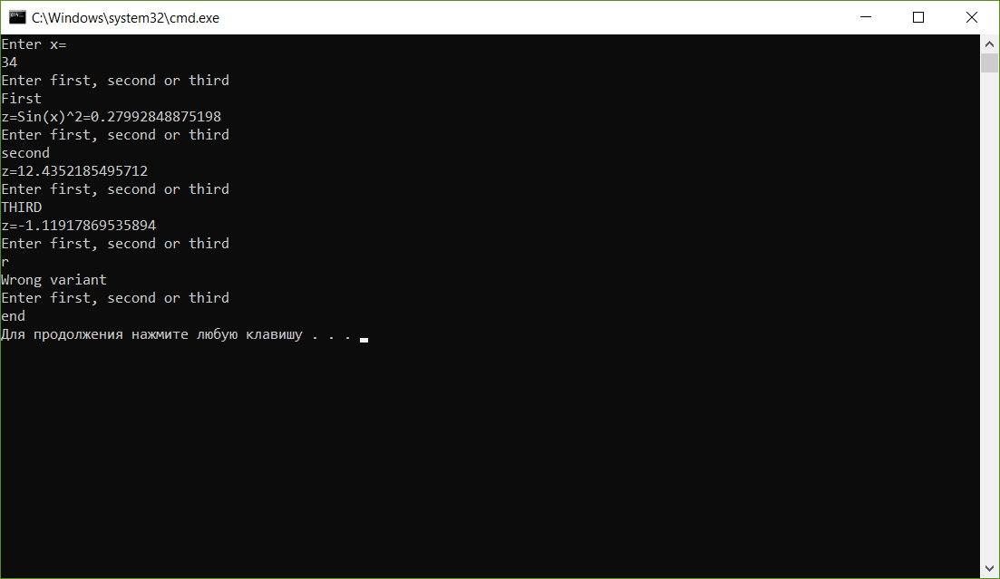 C:\Windows\system32\cmd.exe
Enter x=
34
Enter first, second or third
First
z=Sin(x)^2=0.27992848875198
Enter first, second or third
second
z=12.4352185495712
Enter first, second or third
THIRD
z=-1.11917869535894
Enter first, second or third
r
Wrong variant
Enter first, second or third
end
Для продолжения нажмите любую клавишу . . .